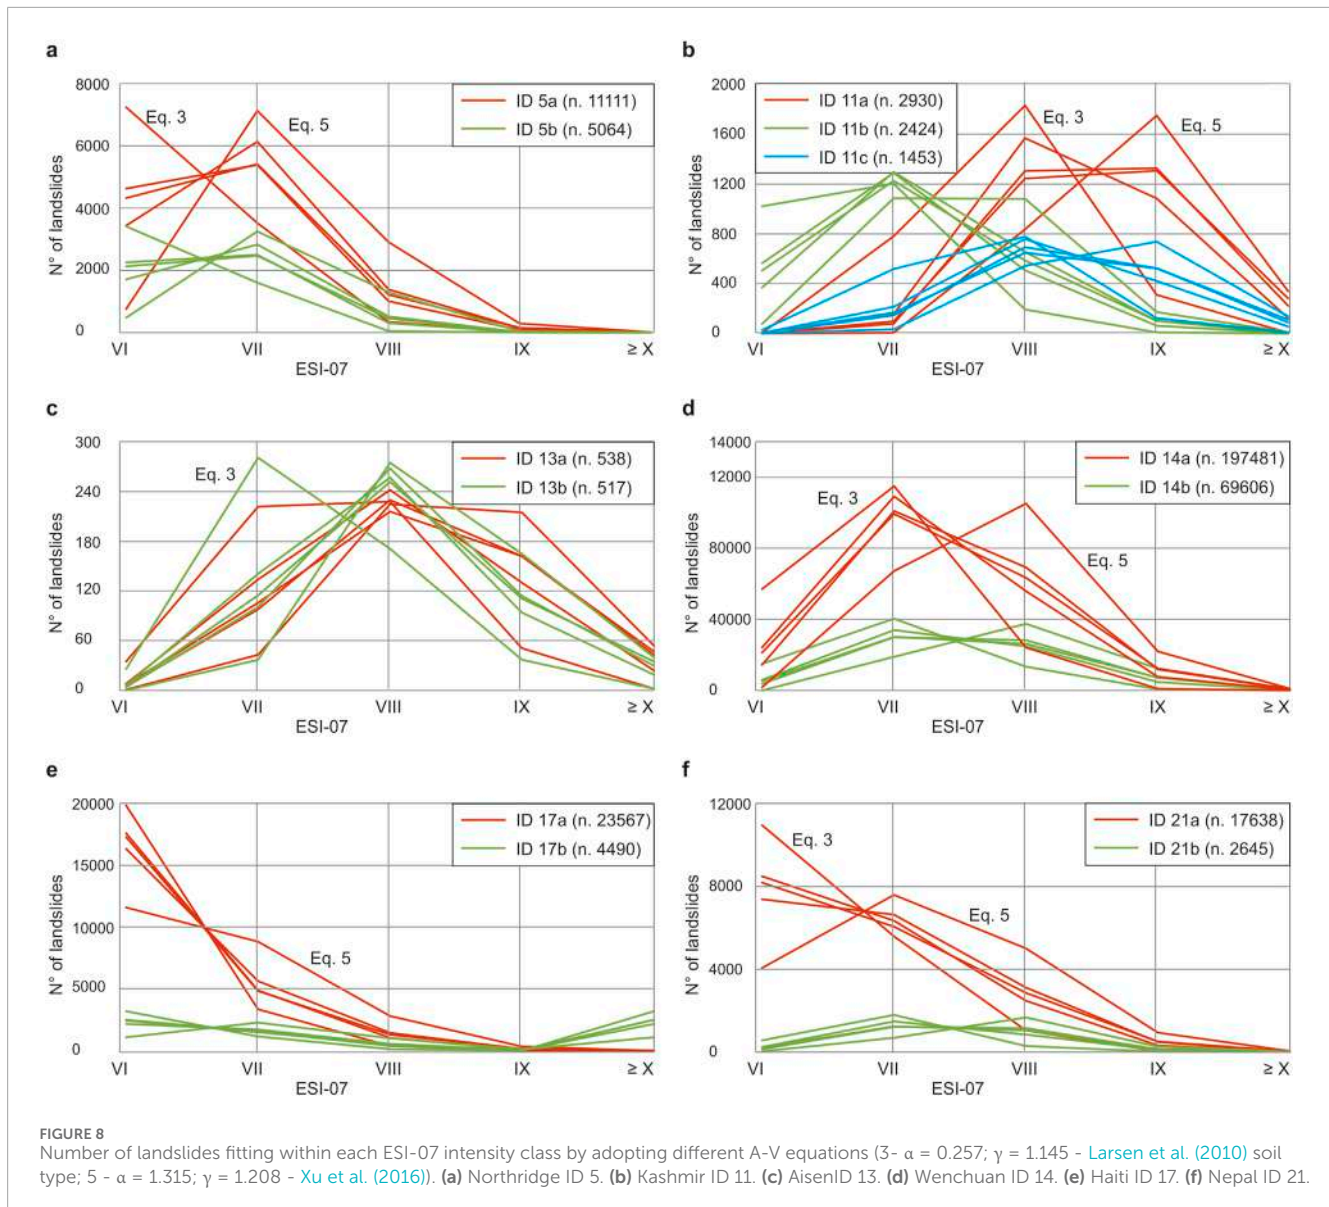 a
8000
6000
4000
2000
0
N° of landslides
Eq. 3
Eq. 5
ID 5a (n. 11111)
ID 5b (n. 5064)
VI VII VIII IX ≥ X
ESI-07
b
2000
1600
1200
800
400
0
N° of landslides
ID 11a (n. 2930)
ID 11b (n. 2424)
ID 11c (n. 1453)
Eq. 3
Eq. 5
VI VII VIII IX ≥ X
ESI-07
c
300
240
180
120
60
0
N° of landslides
Eq. 3
ID 13a (n. 538)
ID 13b (n. 517)
VI VII VIII IX ≥ X
ESI-07
d
14000
12000
80000
40000
0
N° of landslides
Eq. 3
Eq. 5
ID 14a (n. 197481)
ID 14b (n. 69606)
VI VII VIII IX ≥ X
ESI-07
e
20000
15000
10000
5000
0
N° of landslides
Eq. 5
ID 17a (n. 23567)
ID 17b (n. 4490)
VI VII VIII IX ≥ X
ESI-07
f
12000
8000
4000
0
N° of landslides
Eq. 3
Eq. 5
ID 21a (n. 17638)
ID 21b (n. 2645)
VI VII VIII IX ≥ X
ESI-07
FIGURE 8
Number of landslides fitting within each ESI-07 intensity class by adopting different A-V equations (3- α = 0.257; γ = 1.145 - Larsen et al. (2010) soil
type; 5 - α = 1.315; γ = 1.208 - Xu et al. (2016)). (a) Northridge ID 5. (b) Kashmir ID 11. (c) AisenID 13. (d) Wenchuan ID 14. (e) Haiti ID 17. (f) Nepal ID 21.